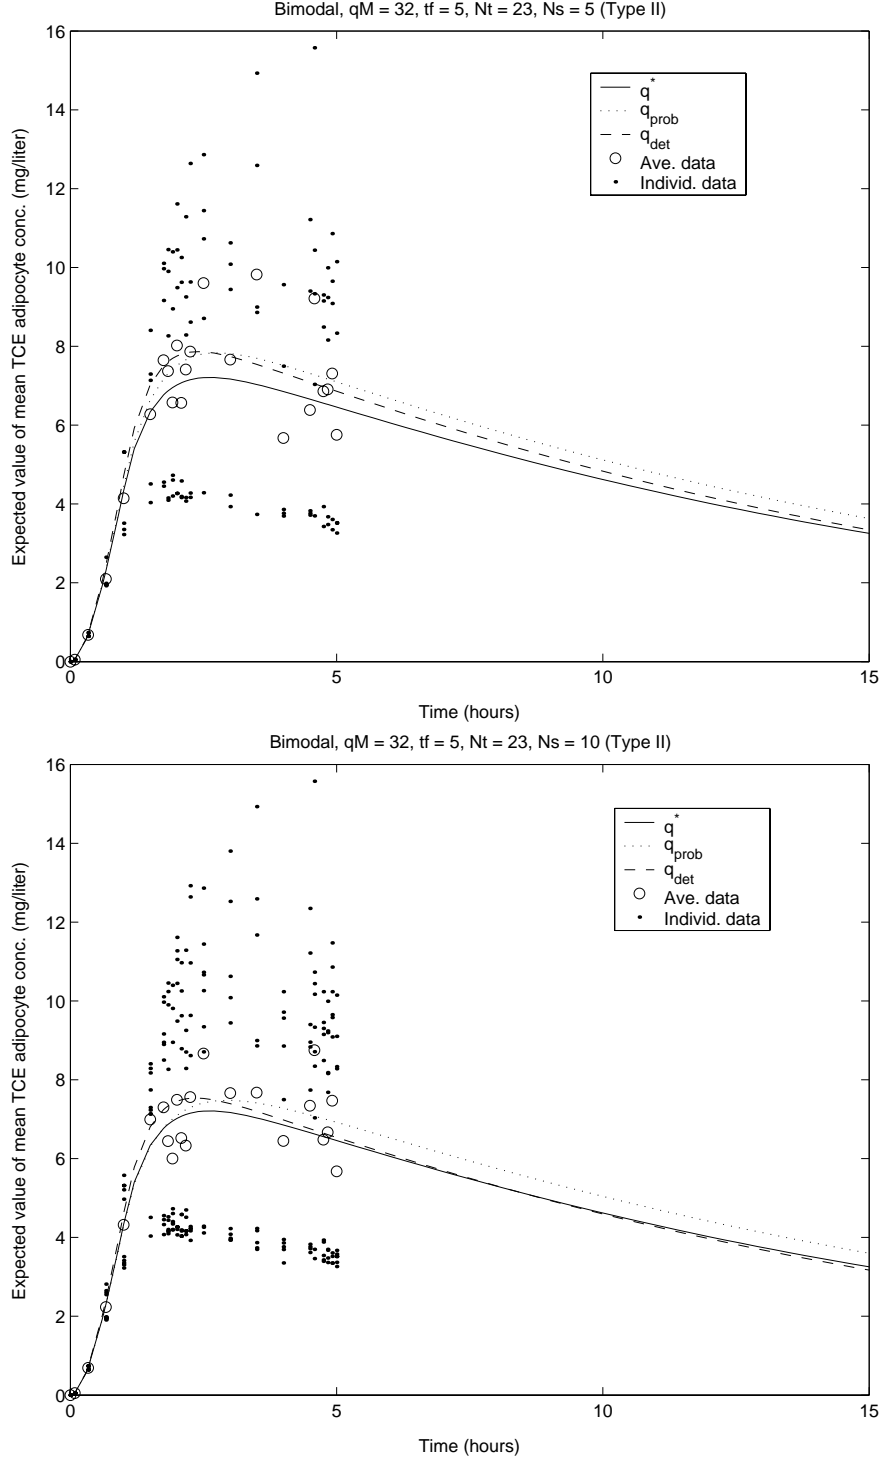 Bimodal, qM = 32, tf = 5, Nt = 23, Ns = 5 (Type II)
16
14
12
10
8
6
4
2
0
Expected value of mean TCE adipocyte conc. (mg/liter)
q*
q_prob
q_det
Ave. data
Individ. data
0
5
10
15
Time (hours)
Bimodal, qM = 32, tf = 5, Nt = 23, Ns = 10 (Type II)
16
14
12
10
8
6
4
2
0
Expected value of mean TCE adipocyte conc. (mg/liter)
q*
q_prob
q_det
Ave. data
Individ. data
0
5
10
15
Time (hours)